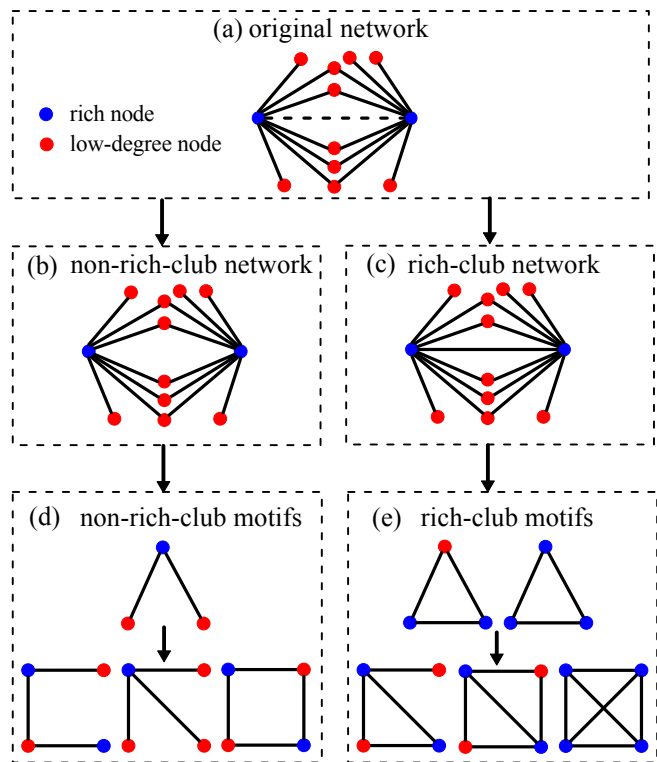 (a) original network
rich node
low-degree node
(b) non-rich-club network
(c) rich-club network
(d) non-rich-club motifs
(e) rich-club motifs